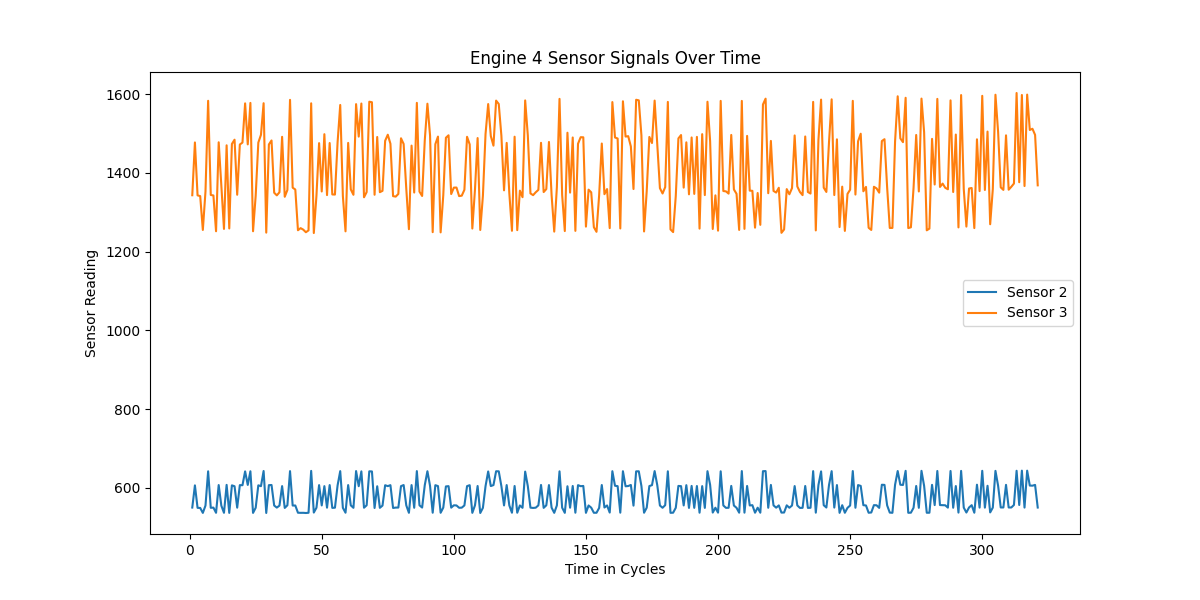 Engine 4 Sensor Signals Over Time
Sensor Reading
1600
1400
1200
1000
800
600
Sensor 2
Sensor 3
0 50 100 150 200 250 300
Time in Cycles